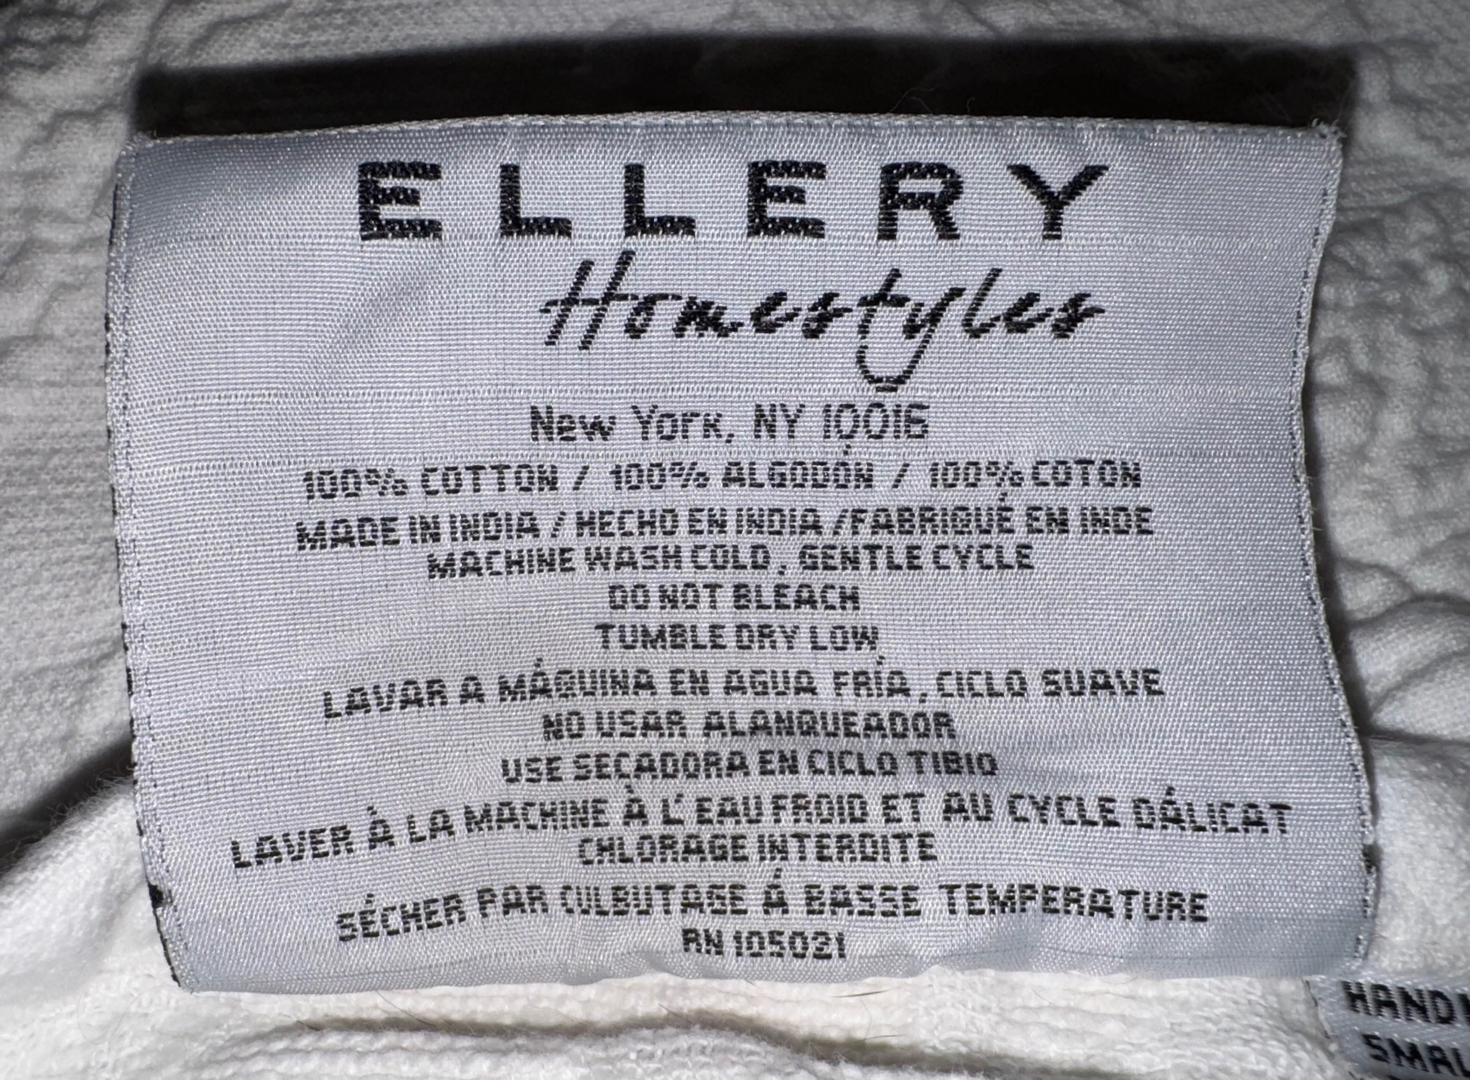 ELLERY
Homestyles
New York, NY 10016
100% COTTON / 100% ALGODÓN / 100% COTON
MADE IN INDIA / HECHO EN INDIA /FABRIQUÉ EN INDE
MACHINE WASH COLD, GENTLE CYCLE
DO NOT BLEACH
TUMBLE DRY LOW
LAVAR A MÁQUINA EN AGUA FRÍA, CICLO SUAVE
NO USAR ALANQUEADOR
USE SECADORA EN CICLO TIBIO
LAVER À LA MACHINE À L'EAU FROID ET AU CYCLE DÁLICAT
CHLORAGE INTERDITE
SÉCHER PAR CULBUTAGE Á BASSE TEMPERATURE
RN 105021
HAND